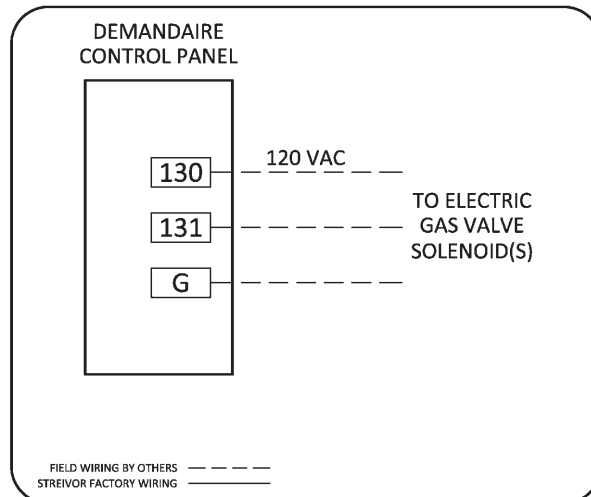 DEMANDAIRE
CONTROL PANEL
130
120 VAC
131
G
TO ELECTRIC
GAS VALVE
SOLENOID(S)
FIELD WIRING BY OTHERS
STREIVOR FACTORY WIRING